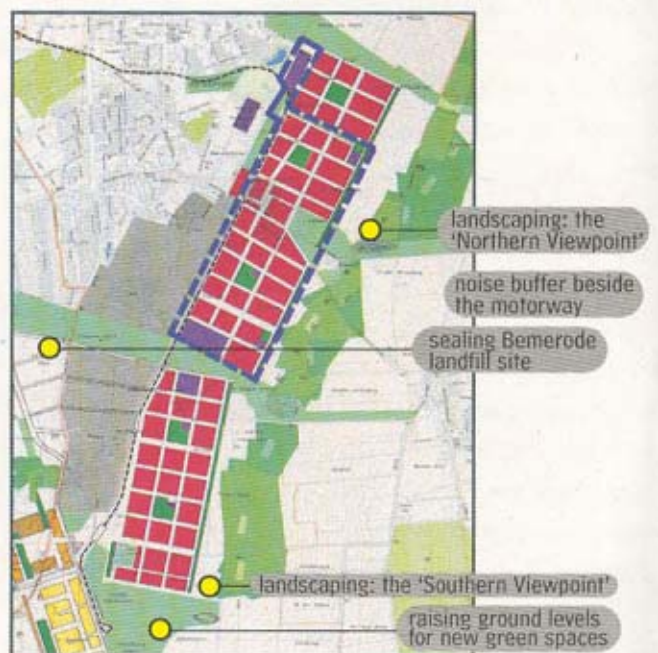 landscaping: the
'Northern Viewpoint'
noise buffer beside
the motorway
sealing Bemerode
landfill site
landscaping: the 'Southern Viewpoint'
raising ground levels
for new green spaces